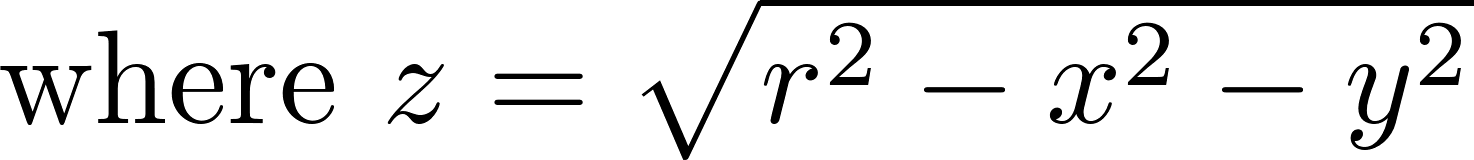 where z = √(r² − x² − y²)